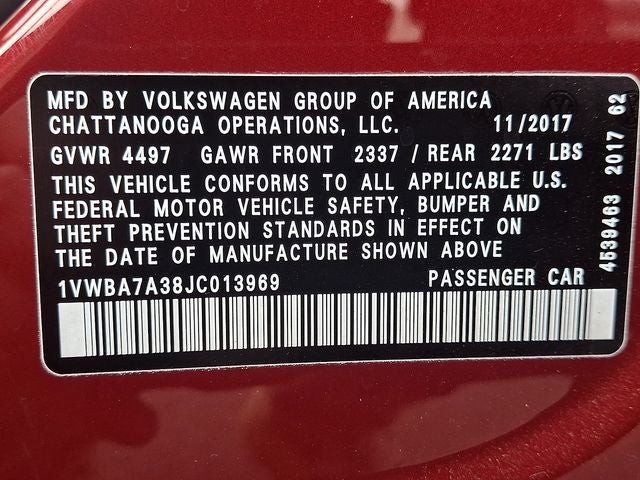 MFD BY VOLKSWAGEN GROUP OF AMERICA
CHATTANOOGA OPERATIONS, LLC. 11/2017
GVWR 4497 GAWR FRONT 2337 / REAR 2271 LBS
THIS VEHICLE CONFORMS TO ALL APPLICABLE U.S.
FEDERAL MOTOR VEHICLE SAFETY, BUMPER AND
THEFT PREVENTION STANDARDS IN EFFECT ON
THE DATE OF MANUFACTURE SHOWN ABOVE
1VWBA7A38JC013969 PASSENGER CAR
4539463 2017 62